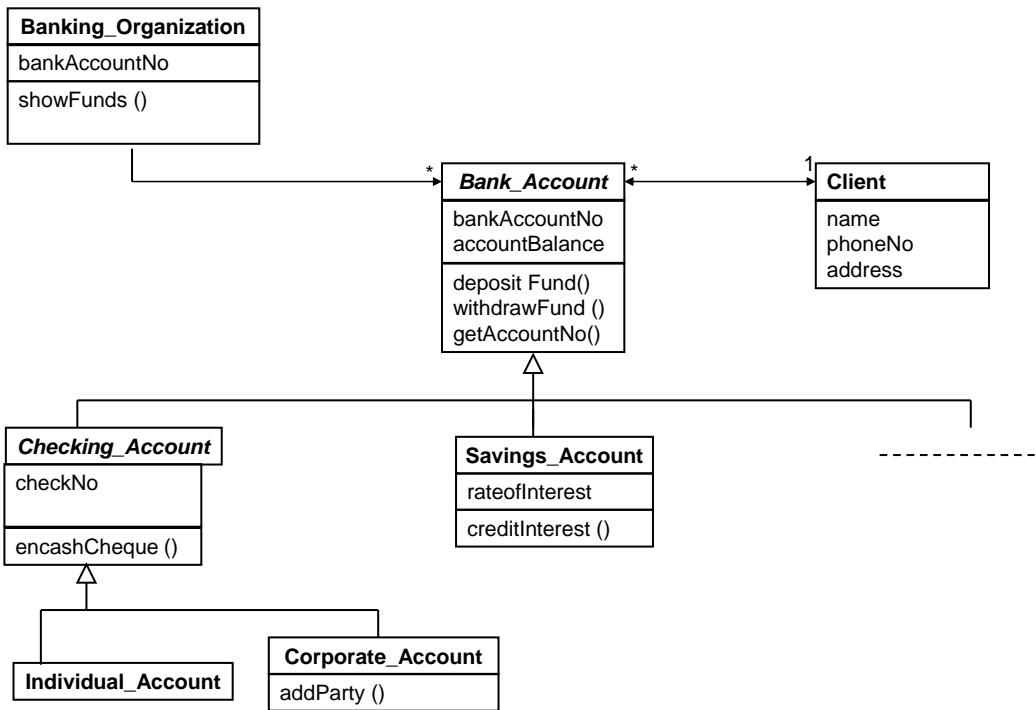 Banking_Organization
bankAccountNo
showFunds ()
*
Bank_Account
bankAccountNo
accountBalance
deposit Fund()
withdrawFund ()
getAccountNo()
*
1
Client
name
phoneNo
address
Checking_Account
checkNo
encashCheque ()
Savings_Account
rateofInterest
creditInterest ()
Individual_Account
Corporate_Account
addParty ()